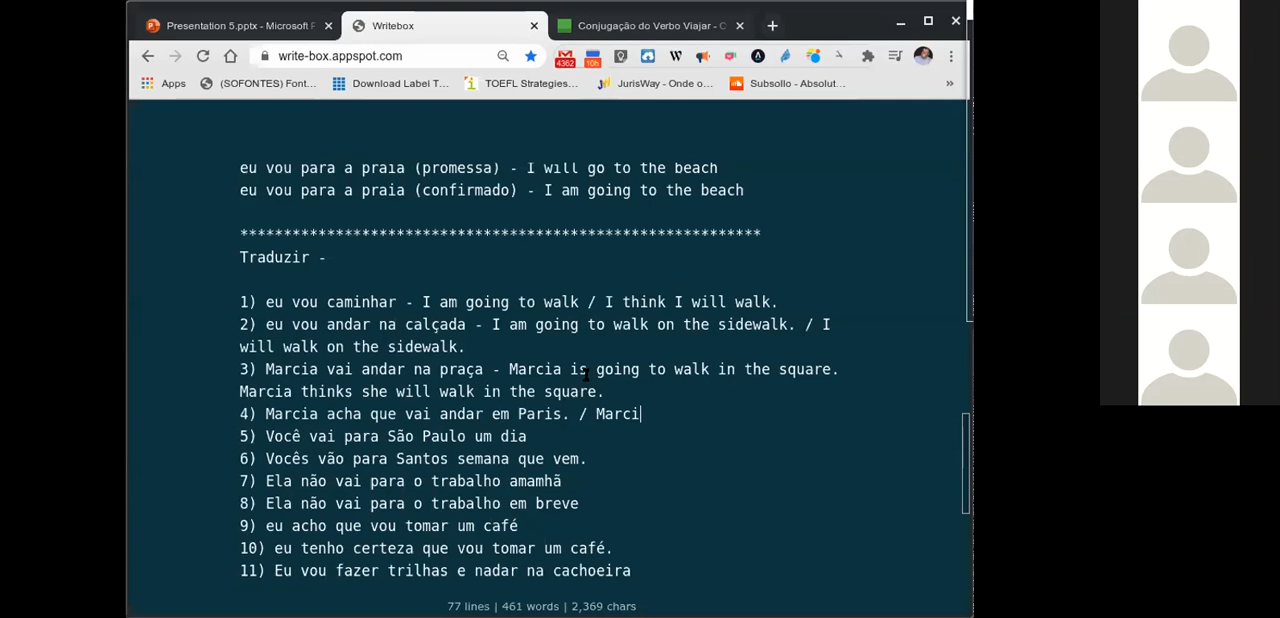 Presentation 5.pptx - Microsoft P
Writebox
Conjugação do Verbo Viajar - C
write-box.appspot.com
4362
10h
W
Apps
(SOFONTES) Font...
Download Label T...
TOEFL Strategies...
JurisWay - Onde o...
Subsollo - Absolut...
»
eu vou para a praia (promessa) - I will go to the beach
eu vou para a praia (confirmado) - I am going to the beach
************************************************************
Traduzir -
1) eu vou caminhar - I am going to walk / I think I will walk.
2) eu vou andar na calçada - I am going to walk on the sidewalk. / I
will walk on the sidewalk.
3) Marcia vai andar na praça - Marcia is going to walk in the square.
Marcia thinks she will walk in the square.
4) Marcia acha que vai andar em Paris. / Marci
5) Você vai para São Paulo um dia
6) Vocês vão para Santos semana que vem.
7) Ela não vai para o trabalho amamhã
8) Ela não vai para o trabalho em breve
9) eu acho que vou tomar um café
10) eu tenho certeza que vou tomar um café.
11) Eu vou fazer trilhas e nadar na cachoeira
77 lines | 461 words | 2,369 chars